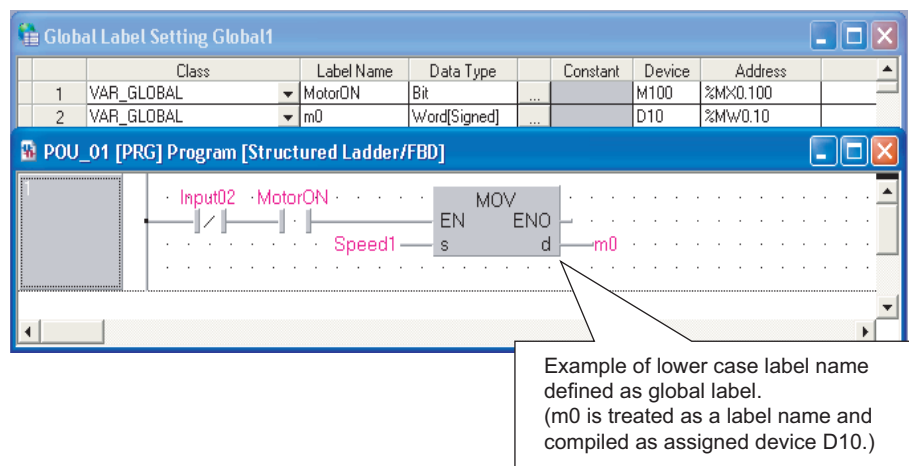 Global Label Setting Global1
Class Label Name Data Type Constant Device Address
1 VAR_GLOBAL MotorON Bit ... M100 %MX0.100
2 VAR_GLOBAL m0 Word[Signed] ... D10 %MW0.10
POU_01 [PRG] Program [Structured Ladder/FBD]
1
Input02 MotorON MOV
EN ENO
Speed1 s d m0
Example of lower case label name
defined as global label.
(m0 is treated as a label name and
compiled as assigned device D10.)